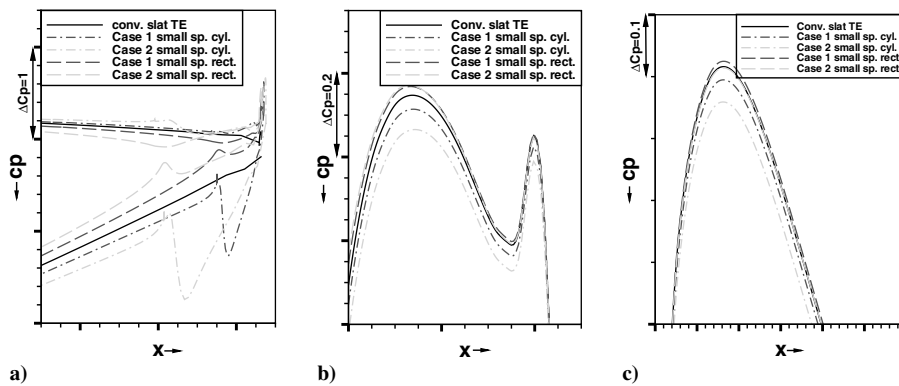 conv. slat TE
Case 1 small sp. cyl.
Case 2 small sp. cyl.
Case 1 small sp. rect.
Case 2 small sp. rect.
ΔCp=1
←cp
x→
a)
Conv. slat TE
Case 1 small sp. cyl.
Case 2 small sp. cyl.
Case 1 small sp. rect.
Case 2 small sp. rect.
ΔCp=0.2
←cp
x→
b)
Conv. slat TE
Case 1 small sp. cyl.
Case 2 small sp. cyl.
Case 1 small sp. rect.
Case 2 small sp. rect.
ΔCp=0.1
←cp
x→
c)